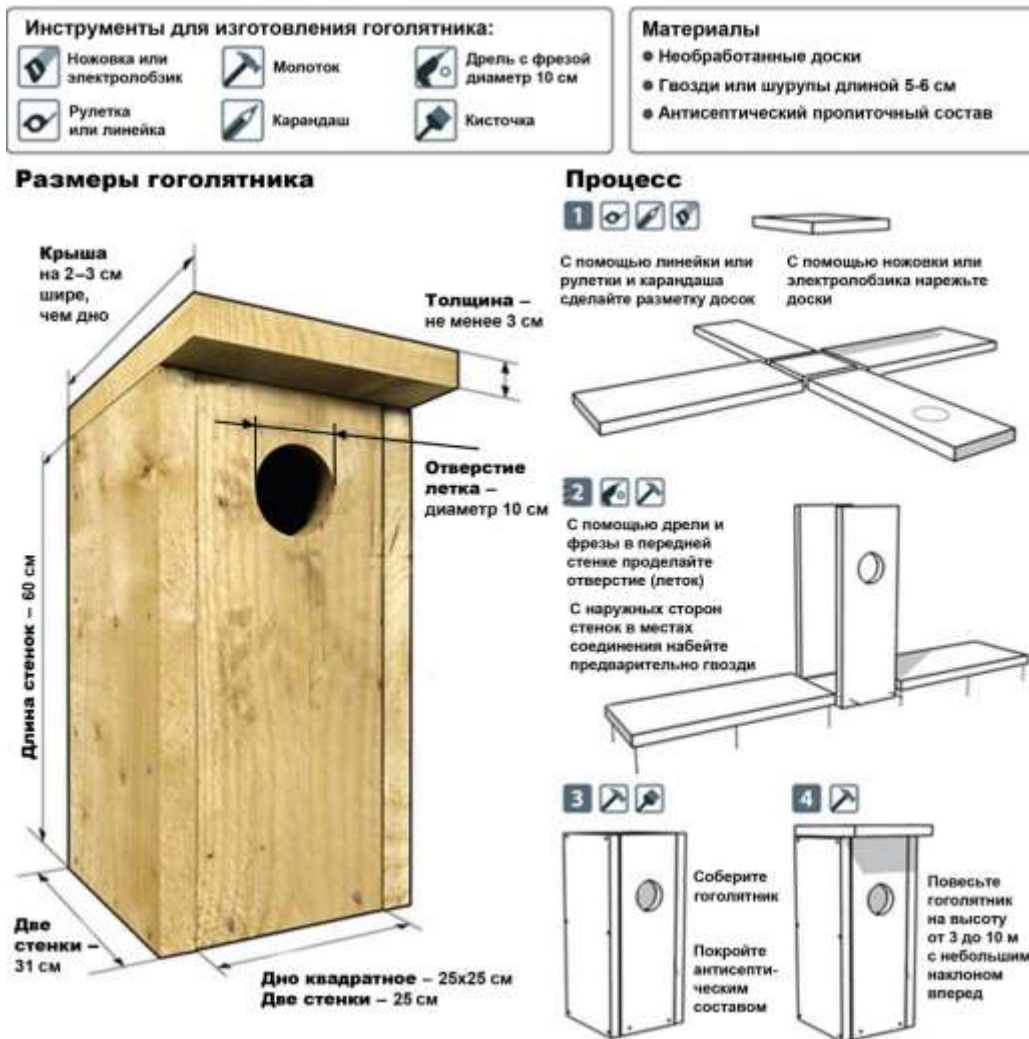 Инструменты для изготовления гоголятника:
Ножовка или
электролобзик
Молоток
Дрель с фрезой
диаметр 10 см
Рулетка
или линейка
Карандаш
Кисточка
Материалы
• Необработанные доски
• Гвозди или шурупы длиной 5-6 см
• Антисептический пропиточный состав
Размеры гоголятника
Крыша
на 2–3 см
шире,
чем дно
Толщина –
не менее 3 см
Отверстие
летка –
диаметр 10 см
Длина стенок – 60 см
Две
стенки –
31 см
Дно квадратное – 25х25 см
Две стенки – 25 см
Процесс
1
С помощью линейки или
рулетки и карандаша
сделайте разметку досок
С помощью ножовки или
электролобзика нарежьте
доски
2
С помощью дрели и
фрезы в передней
стенке проделайте
отверстие (леток)
С наружных сторон
стенок в местах
соединения набейте
предварительно гвозди
3
Соберите
гоголятник
Покройте
антисепти-
ческим
составом
4
Повесьте
гоголятник
на высоту
от 3 до 10 м
с небольшим
наклоном
вперед